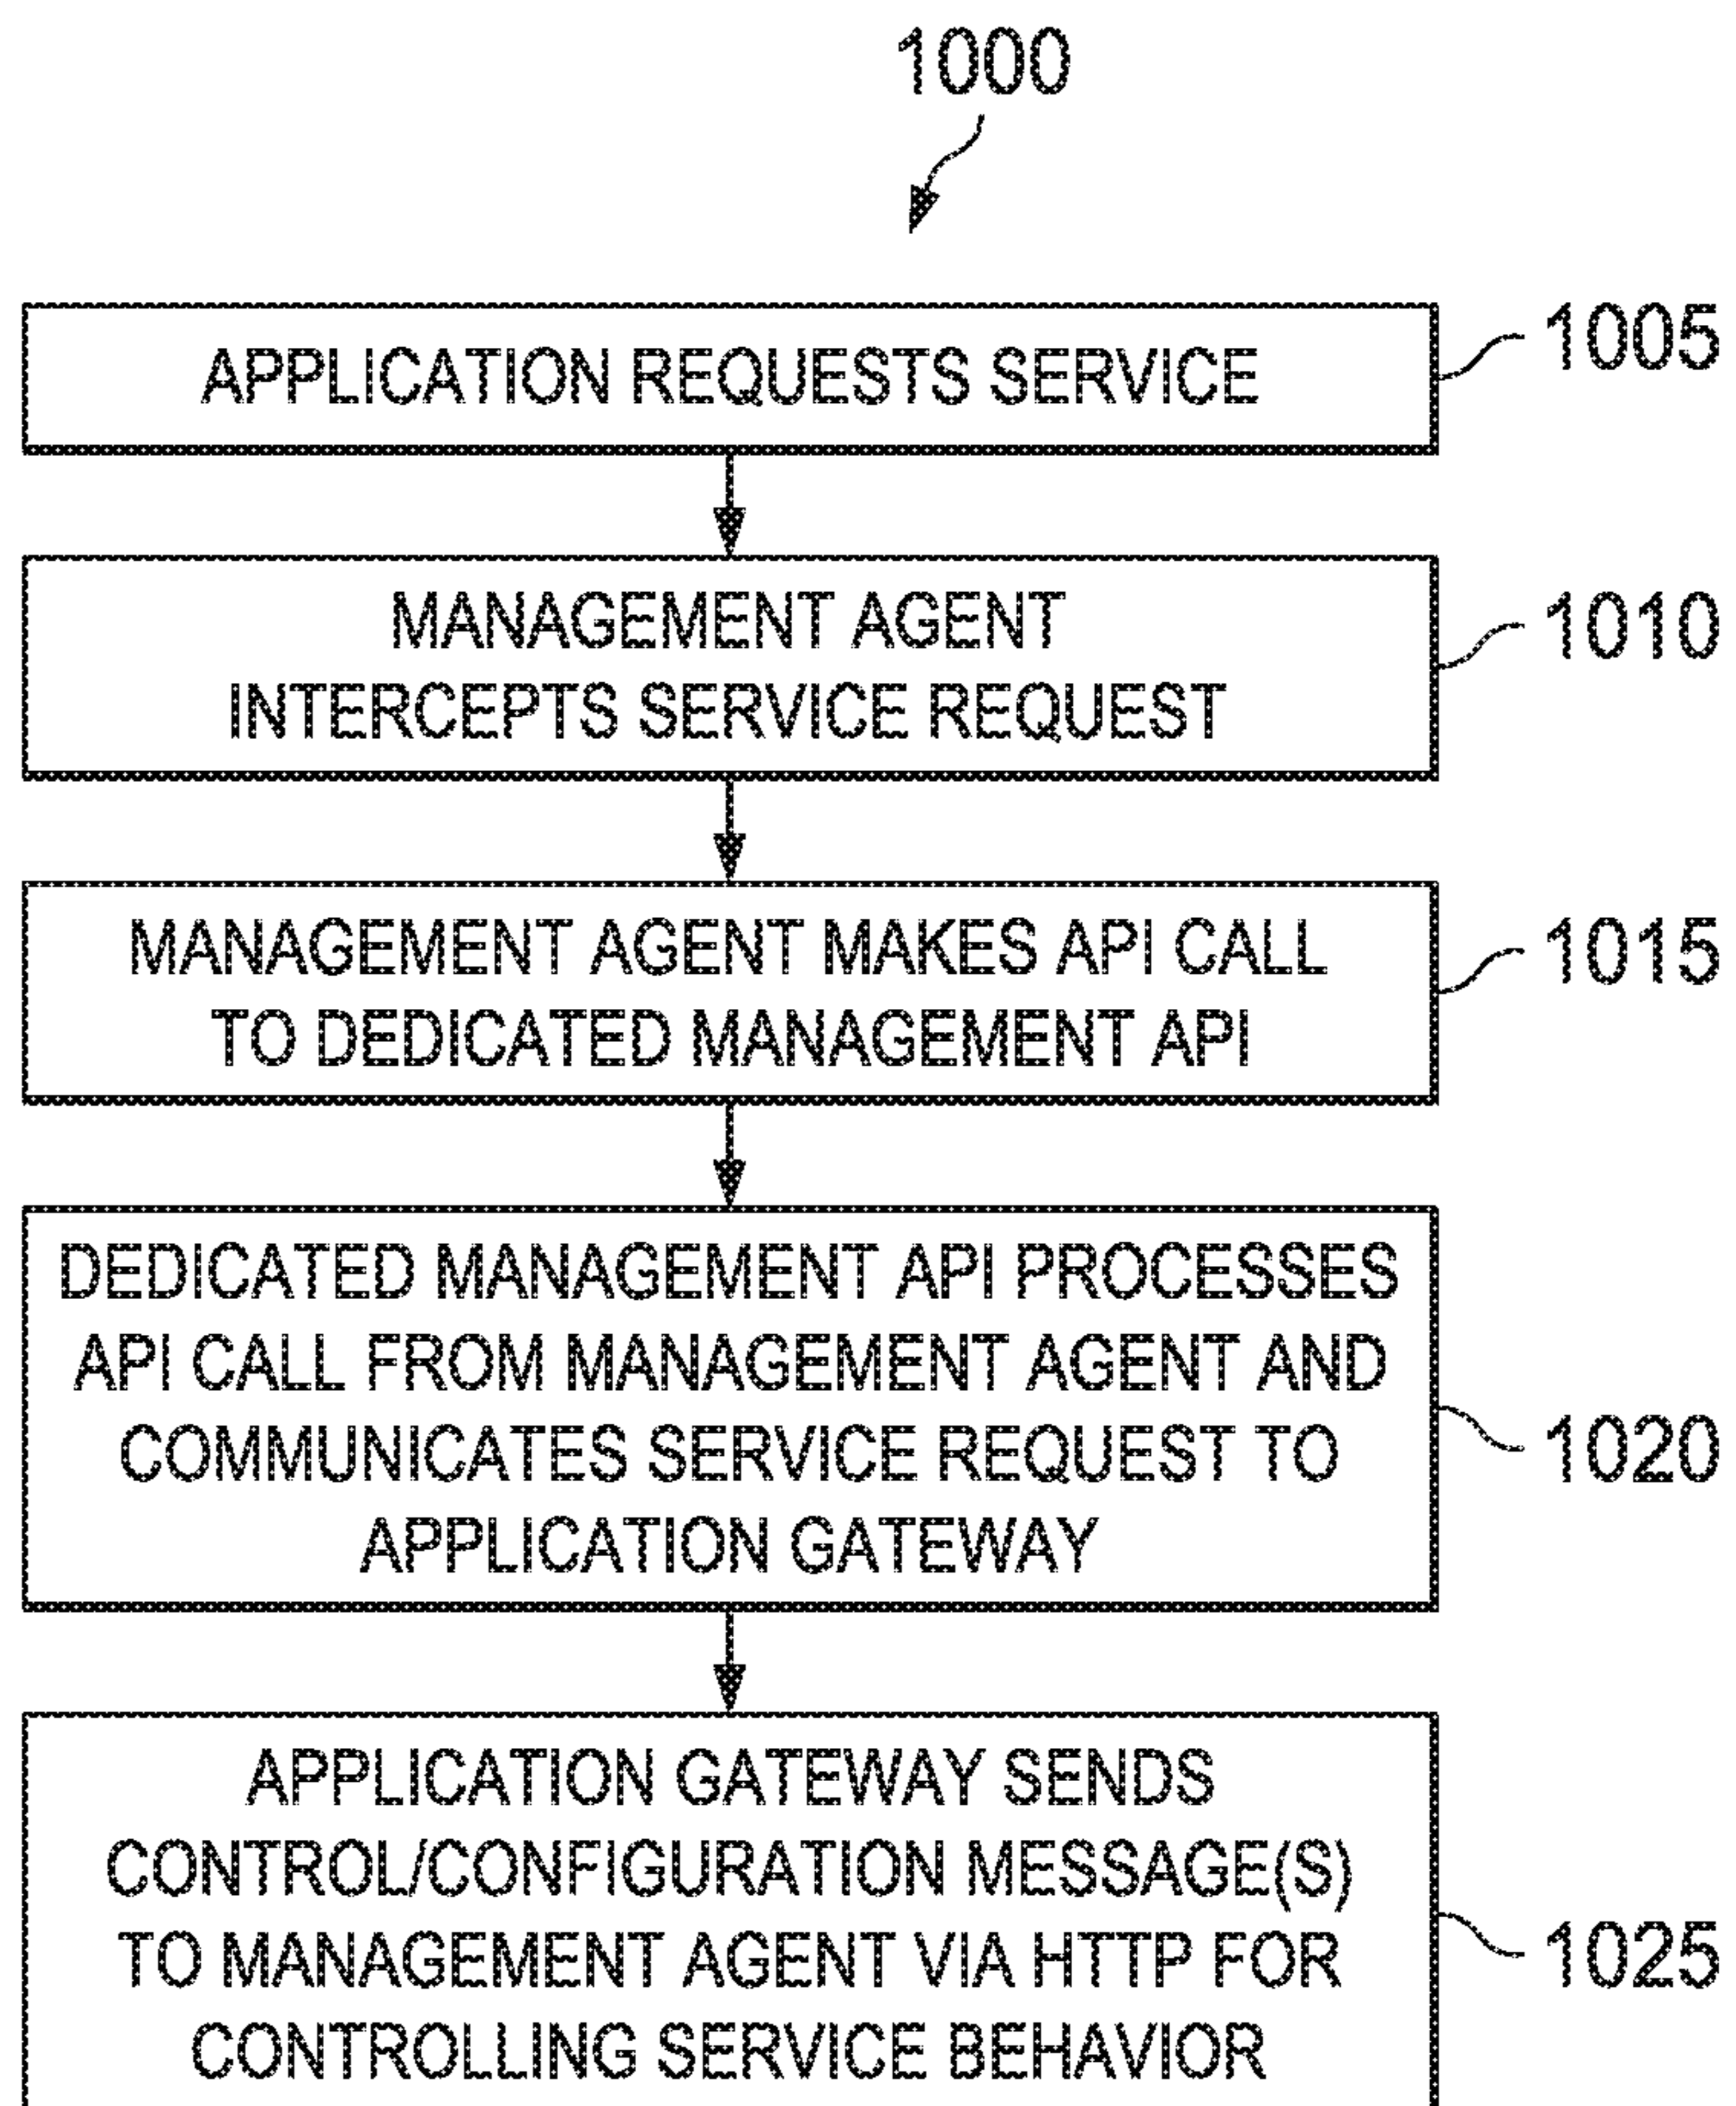 1000
APPLICATION REQUESTS SERVICE
1005
MANAGEMENT AGENT
INTERCEPTS SERVICE REQUEST
1010
MANAGEMENT AGENT MAKES API CALL
TO DEDICATED MANAGEMENT API
1015
DEDICATED MANAGEMENT API PROCESSES
API CALL FROM MANAGEMENT AGENT AND
COMMUNICATES SERVICE REQUEST TO
APPLICATION GATEWAY
1020
APPLICATION GATEWAY SENDS
CONTROL/CONFIGURATION MESSAGE(S)
TO MANAGEMENT AGENT VIA HTTP FOR
CONTROLLING SERVICE BEHAVIOR
1025